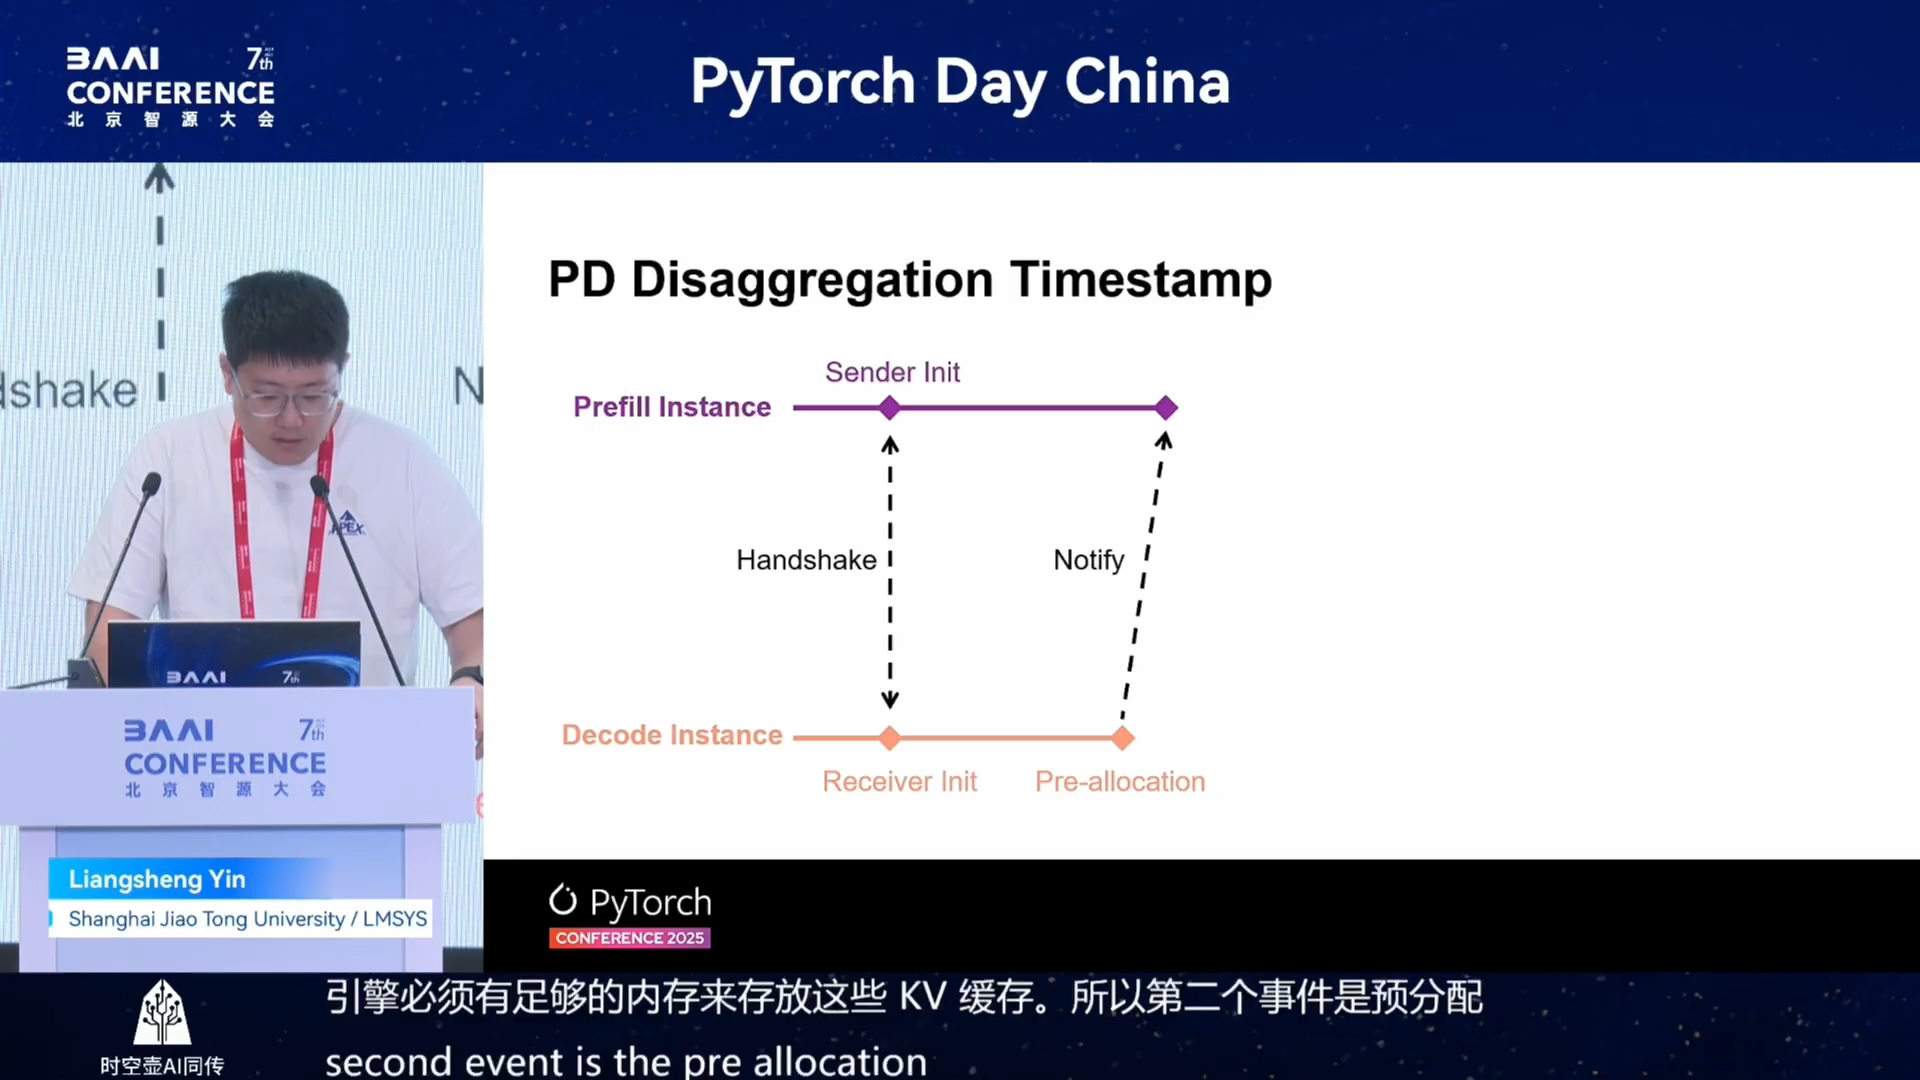 BAAI 7th
CONFERENCE
北京智源大会
PyTorch Day China
dshake
N
PD Disaggregation Timestamp
Sender Init
Prefill Instance
Handshake
Notify
Decode Instance
Receiver Init
Pre-allocation
BAAI 7th
BAAI 7th
CONFERENCE
北京智源大会
Liangsheng Yin
Shanghai Jiao Tong University / LMSYS
PyTorch
CONFERENCE 2025
引擎必须有足够的内存来存放这些 KV 缓存。所以第二个事件是预分配
second event is the pre allocation
时空壶AI同传